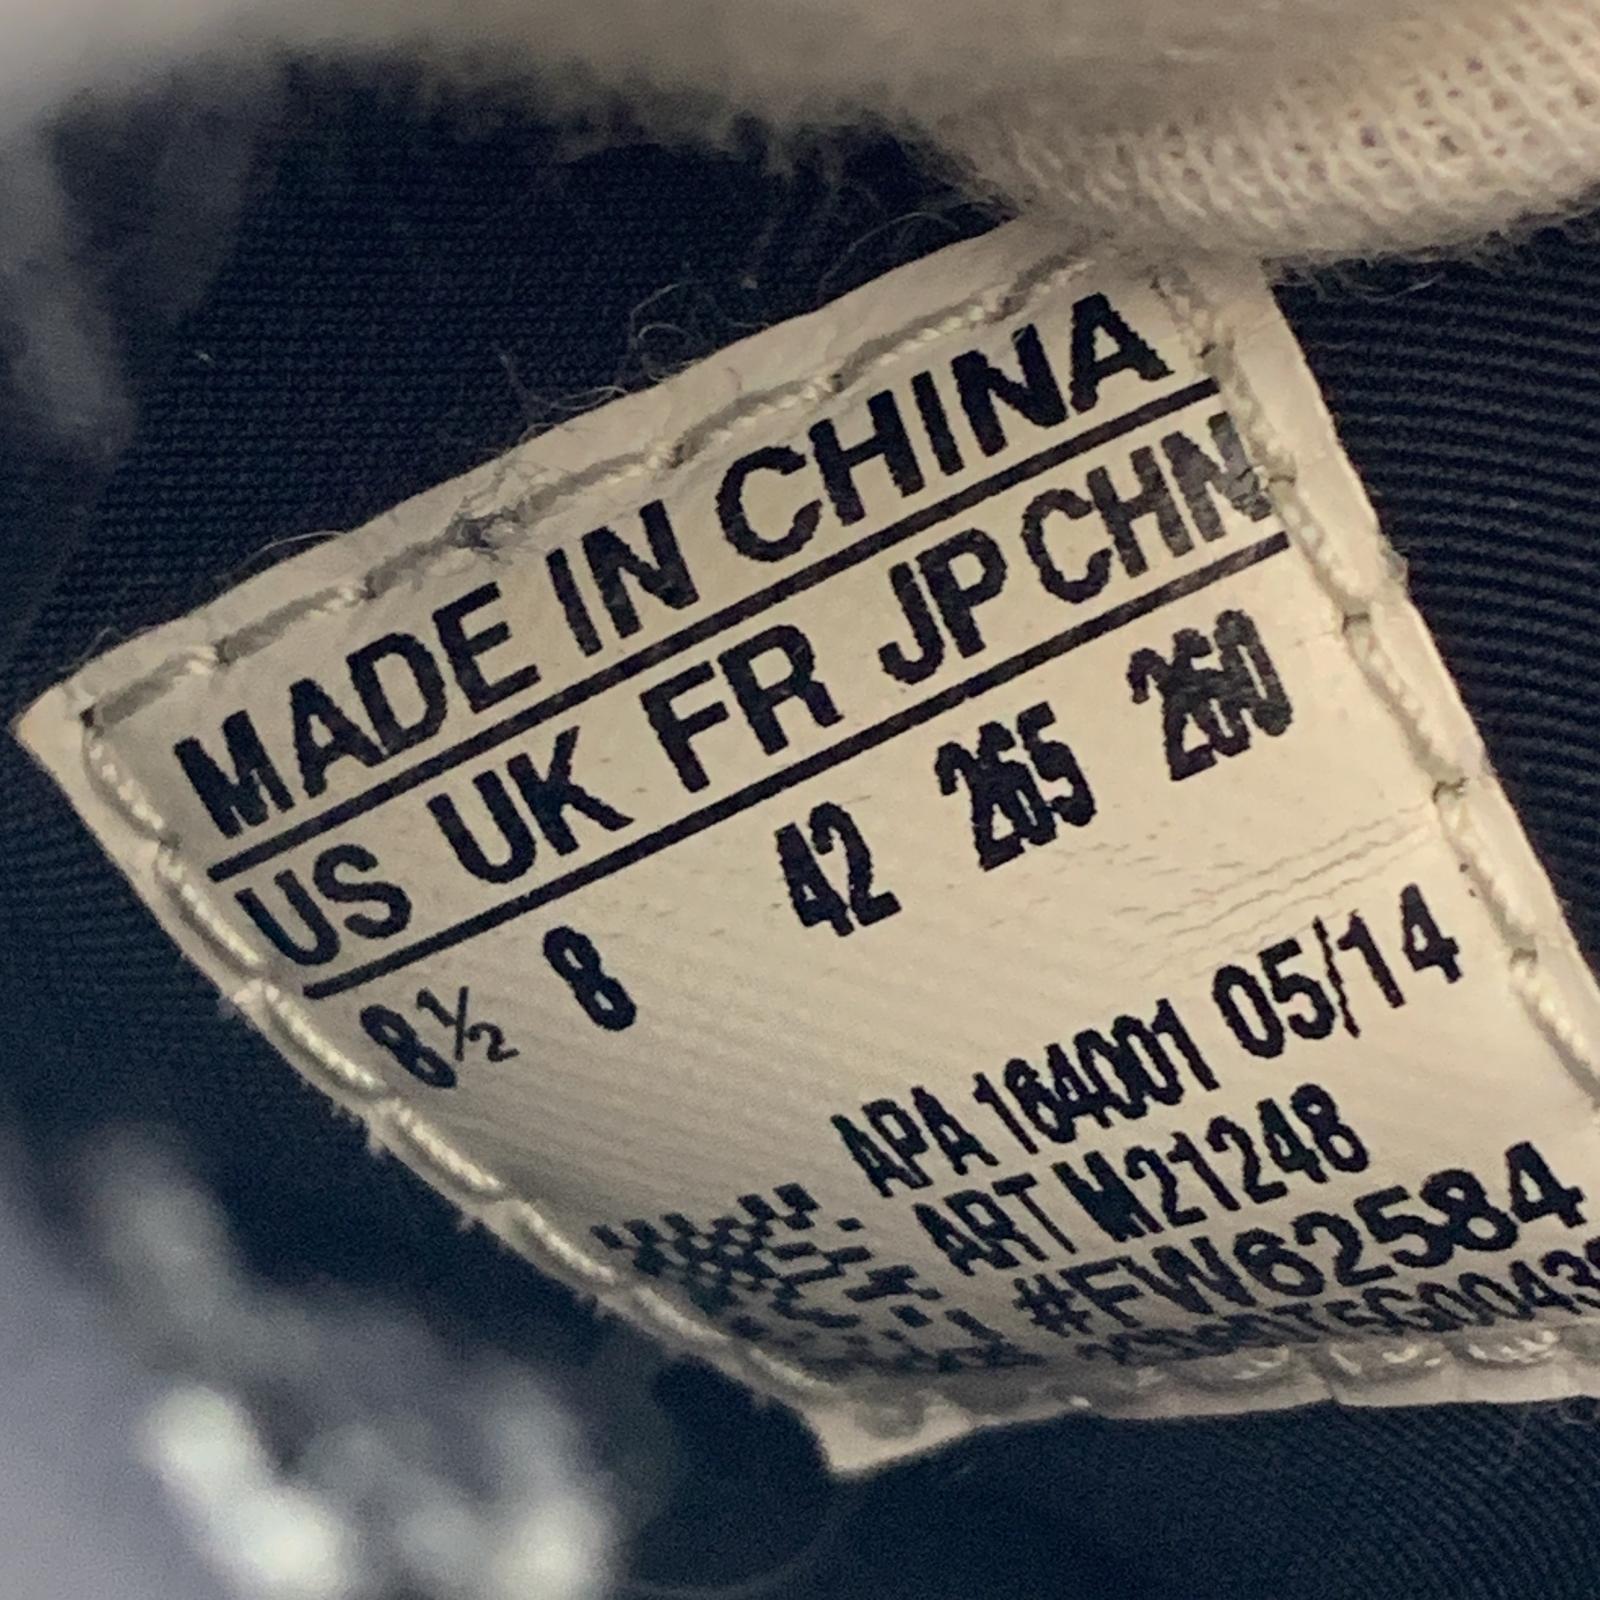 MADE IN CHINA
US UK FR JP CHN
8½ 8 42 265 260
APA 164001 05/14
ART M21248
#FW62584